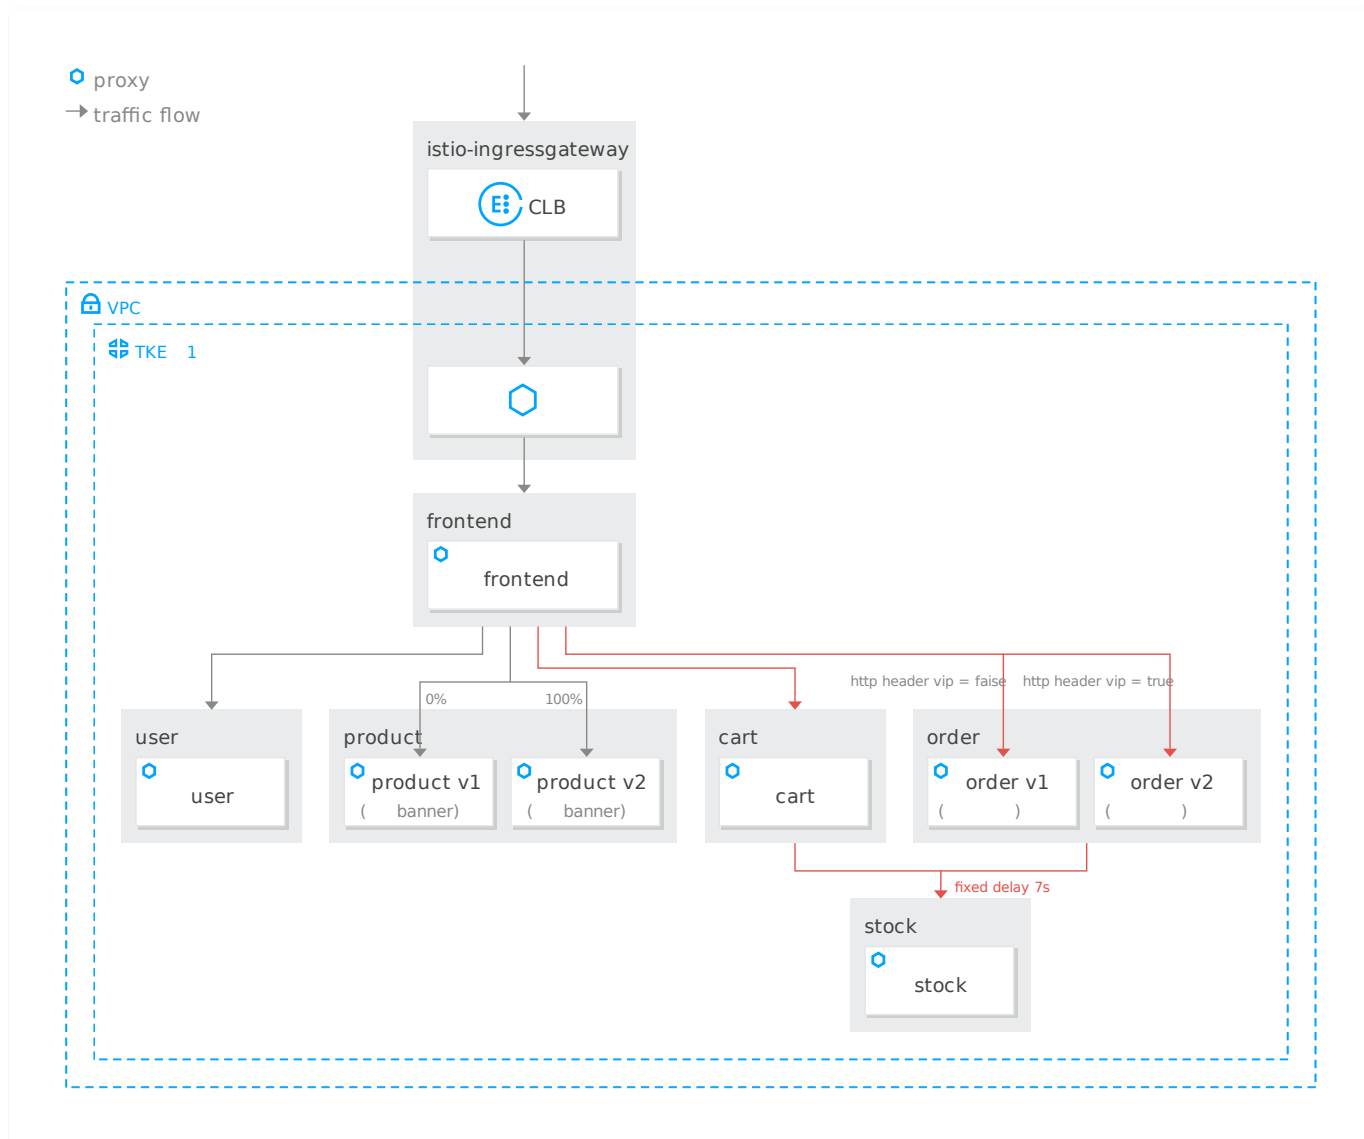 proxy
traffic flow
istio-ingressgateway
CLB
VPC
TKE 1
frontend
frontend
http header vip = faise
http header vip = true
0%
100%
user
product
cart
order
user
product v1
( banner)
product v2
( banner)
cart
order v1
( )
order v2
( )
fixed delay 7s
stock
stock